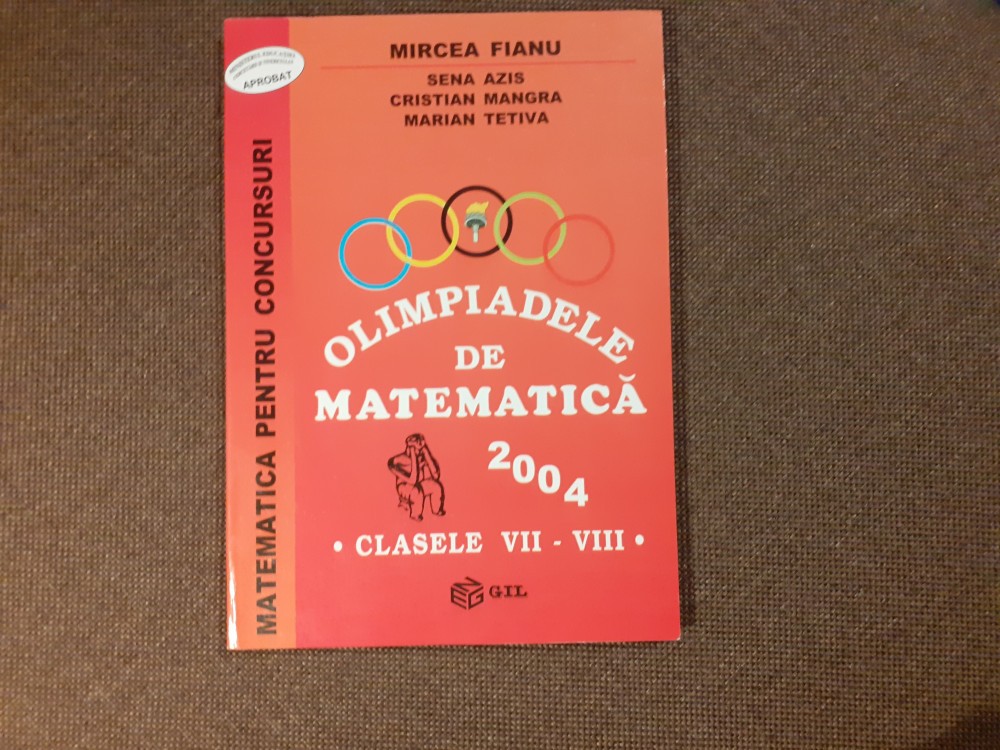 MIRCEA FIANU
SENA AZIS
CRISTIAN MANGRA
MARIAN TETIVA
APROBAT
MATEMATICA PENTRU CONCURSURI
OLIMPIADELE
DE
MATEMATICĂ
2004
• CLASELE VII - VIII •
GIL